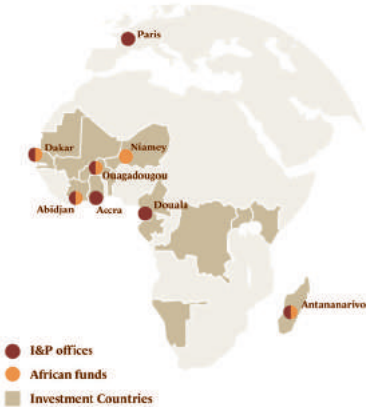 Paris
Dakar
Niamey
Ouagadougou
Abidjan
Accra
Douala
Antananarivo
I&P offices
African funds
Investment Countries